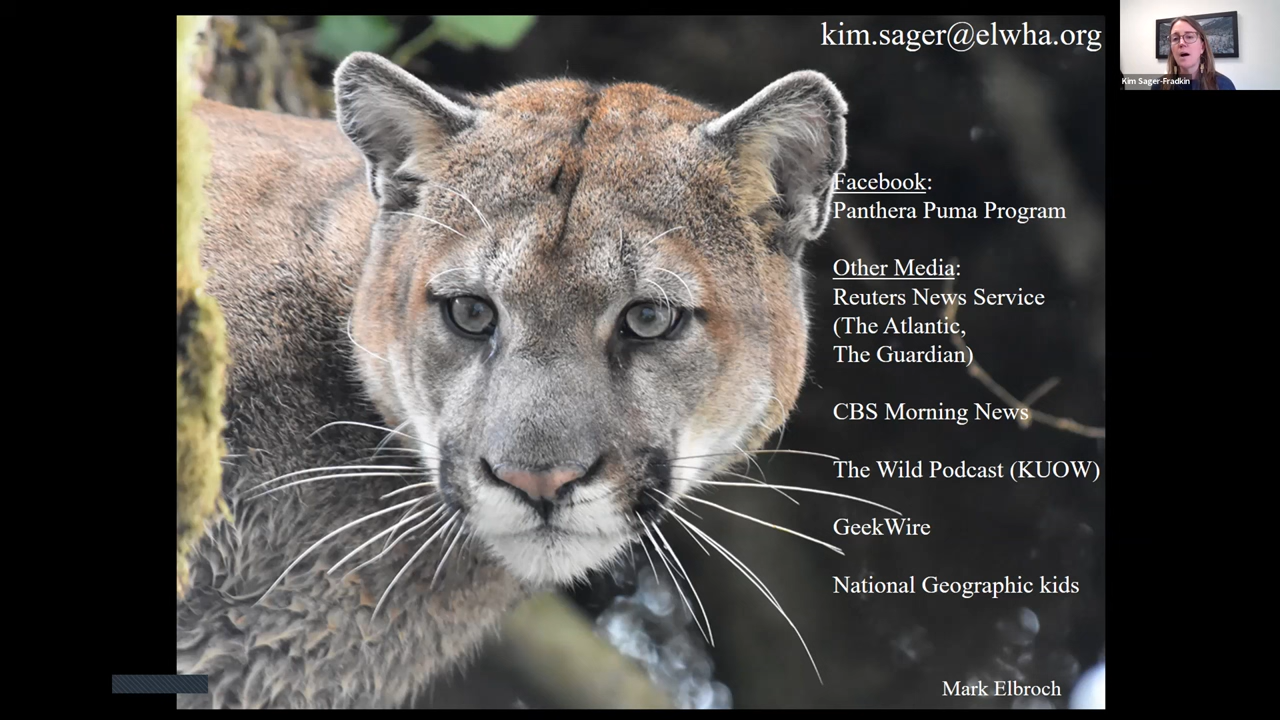 kim.sager@elwha.org
Kim Sager-Fradkin
Facebook:
Panthera Puma Program
Other Media:
Reuters News Service
(The Atlantic,
The Guardian)
CBS Morning News
The Wild Podcast (KUOW)
GeekWire
National Geographic kids
Mark Elbroch